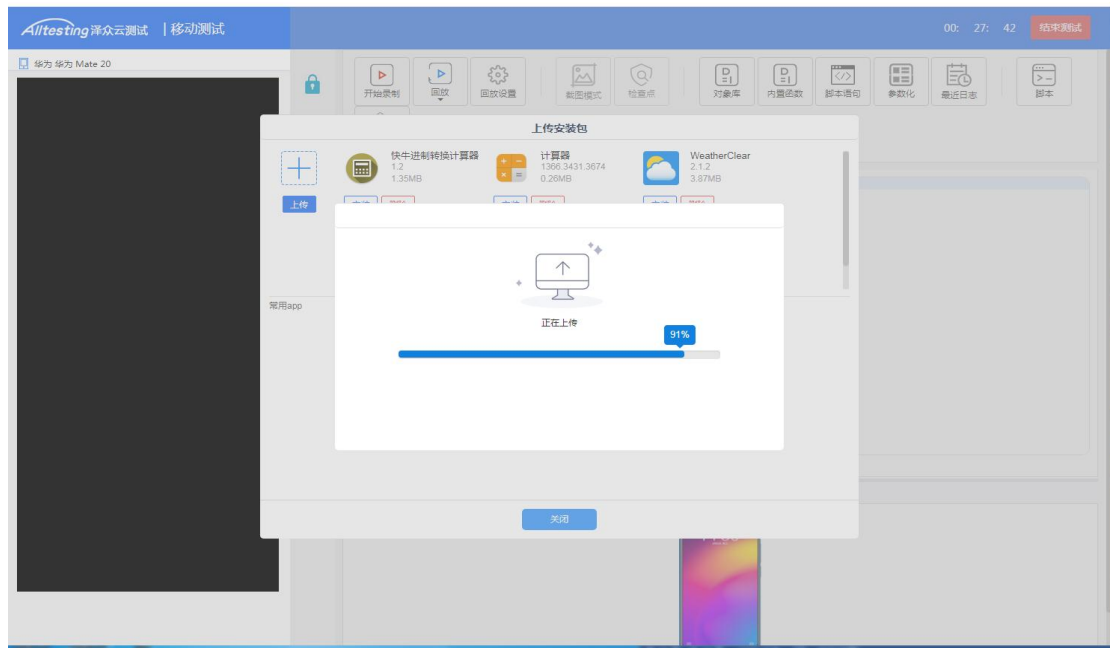 Alltesting泽众云测试 | 移动测试
00: 27: 42 结束测试
华为 华为 Mate 20
开始录制 回放 回放设置 截图模式 检查点 对象库 内置函数 脚本语句 参数化 最近日志 脚本
上传安装包
快牛进制转换计算器
1.2
1.35MB
计算器
1366.3431.3674
0.26MB
WeatherClear
2.1.2
3.87MB
上传
正在上传
91%
常用app
关闭